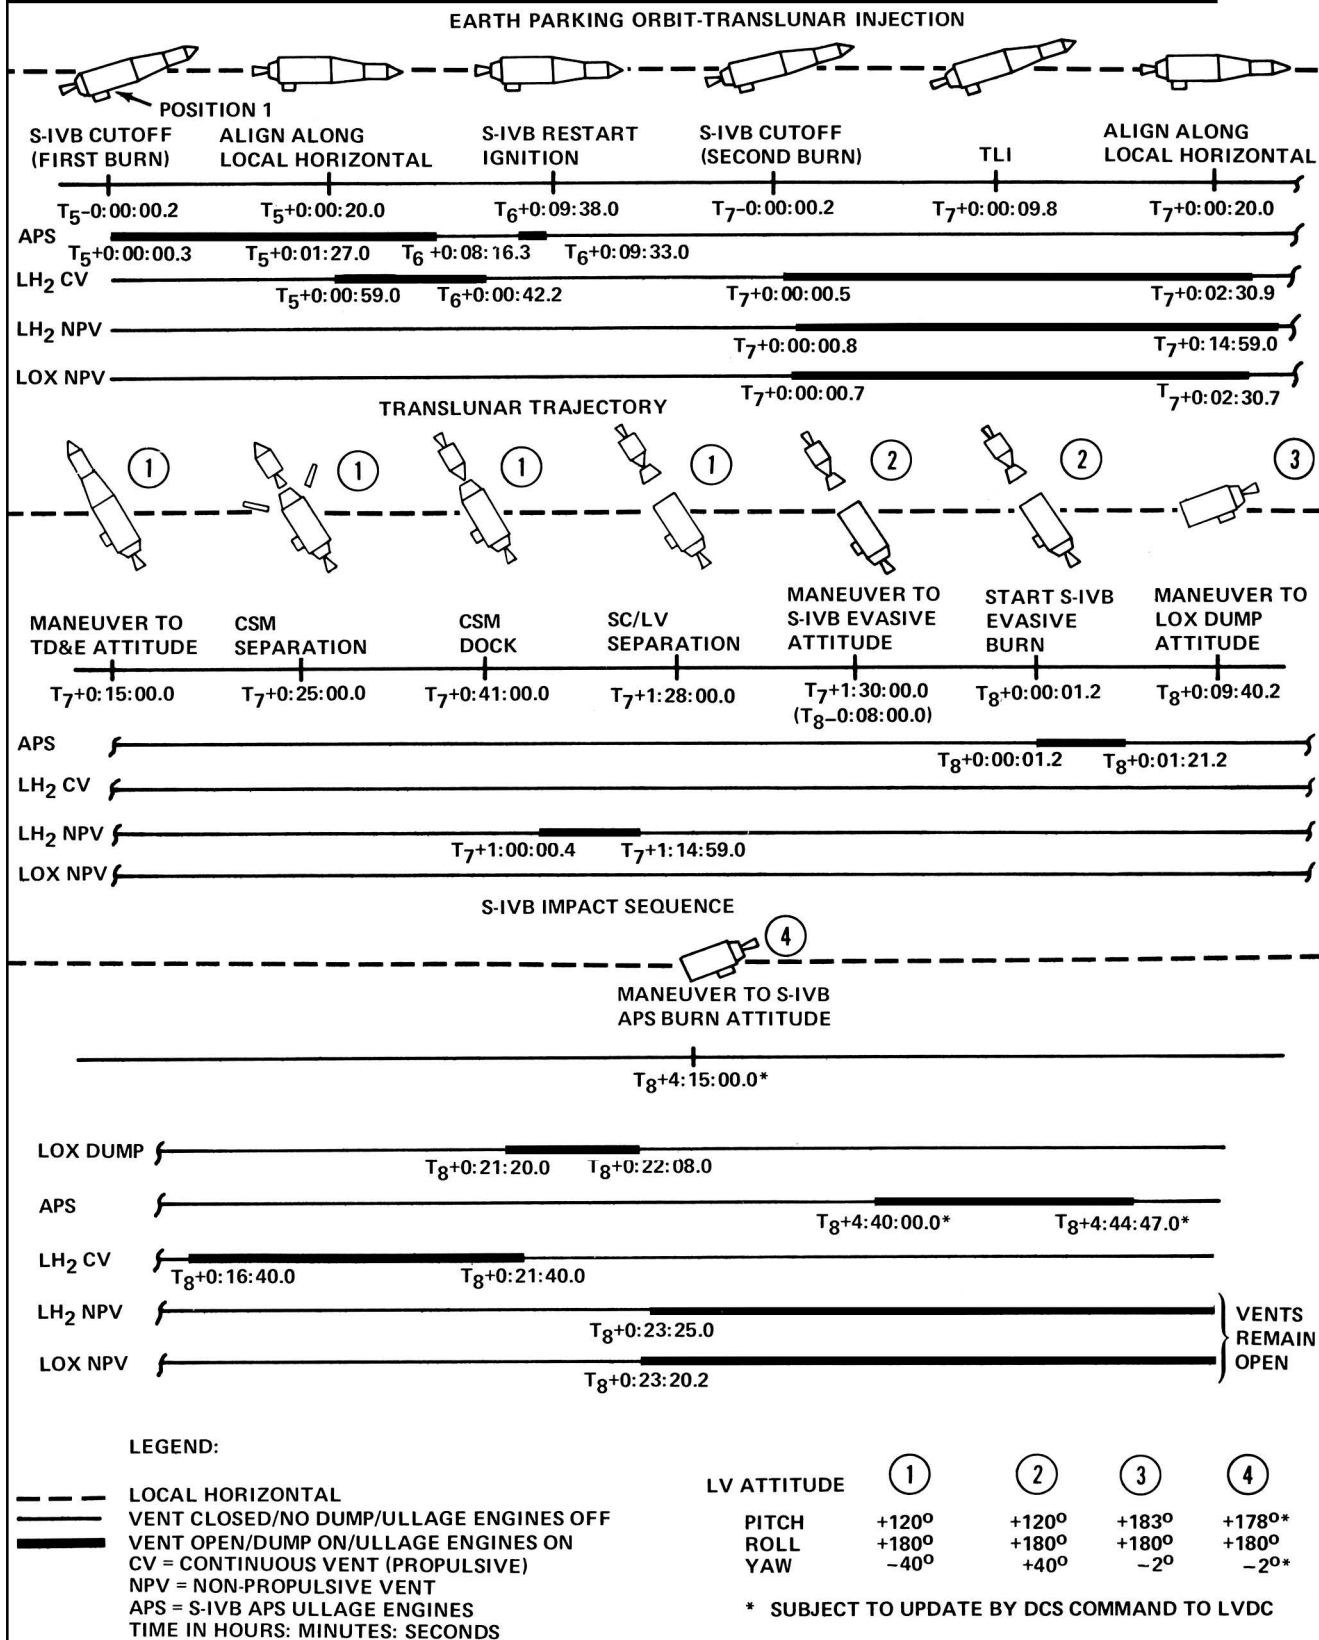 EARTH PARKING ORBIT-TRANSLUNAR INJECTION
POSITION 1
S-IVB CUTOFF (FIRST BURN)
ALIGN ALONG LOCAL HORIZONTAL
S-IVB RESTART IGNITION
S-IVB CUTOFF (SECOND BURN)
TLI
ALIGN ALONG LOCAL HORIZONTAL
T5-0:00:00.2 T5+0:00:20.0 T6+0:09:38.0 T7-0:00:00.2 T7+0:00:09.8 T7+0:00:20.0
APS
T5+0:00:00.3 T5+0:01:27.0 T6+0:08:16.3 T6+0:09:33.0
LH2 CV
T5+0:00:59.0 T6+0:00:42.2 T7+0:00:00.5 T7+0:02:30.9
LH2 NPV
T7+0:00:00.8 T7+0:14:59.0
LOX NPV
T7+0:00:00.7 T7+0:02:30.7
TRANSLUNAR TRAJECTORY
1 1 1 1 2 2 3
MANEUVER TO TD&E ATTITUDE
CSM SEPARATION
CSM DOCK
SC/LV SEPARATION
MANEUVER TO S-IVB EVASIVE ATTITUDE
START S-IVB EVASIVE BURN
MANEUVER TO LOX DUMP ATTITUDE
T7+0:15:00.0 T7+0:25:00.0 T7+0:41:00.0 T7+1:28:00.0 T7+1:30:00.0 T8+0:00:01.2 T8+0:09:40.2
(T8-0:08:00.0)
APS
T8+0:00:01.2 T8+0:01:21.2
LH2 CV
LH2 NPV
T7+1:00:00.4 T7+1:14:59.0
LOX NPV
S-IVB IMPACT SEQUENCE
4
MANEUVER TO S-IVB
APS BURN ATTITUDE
T8+4:15:00.0*
LOX DUMP
T8+0:21:20.0 T8+0:22:08.0
APS
T8+4:40:00.0* T8+4:44:47.0*
LH2 CV
T8+0:16:40.0 T8+0:21:40.0
LH2 NPV
T8+0:23:25.0
LOX NPV
T8+0:23:20.2
VENTS
REMAIN
OPEN
LEGEND:
LOCAL HORIZONTAL
VENT CLOSED/NO DUMP/ULLAGE ENGINES OFF
VENT OPEN/DUMP ON/ULLAGE ENGINES ON
CV = CONTINUOUS VENT (PROPULSIVE)
NPV = NON-PROPULSIVE VENT
APS = S-IVB APS ULLAGE ENGINES
TIME IN HOURS: MINUTES: SECONDS
LV ATTITUDE 1 2 3 4
PITCH +120º +120º +183º +178º*
ROLL +180º +180º +180º +180º
YAW -40º +40º -2º -2º*
* SUBJECT TO UPDATE BY DCS COMMAND TO LVDC